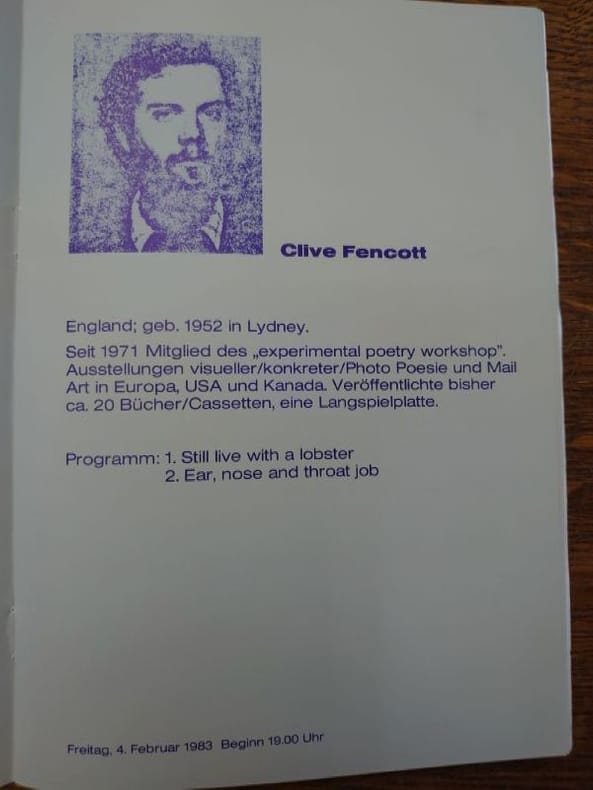 Clive Fencott
England; geb. 1952 in Lydney.
Seit 1971 Mitglied des „experimental poetry workshop”.
Ausstellungen visueller/konkreter/Photo Poesie und Mail
Art in Europa, USA und Kanada. Veröffentlichte bisher
ca. 20 Bücher/Cassetten, eine Langspielplatte.
Programm: 1. Still live with a lobster
2. Ear, nose and throat job
Freitag, 4. Februar 1983 Beginn 19.00 Uhr